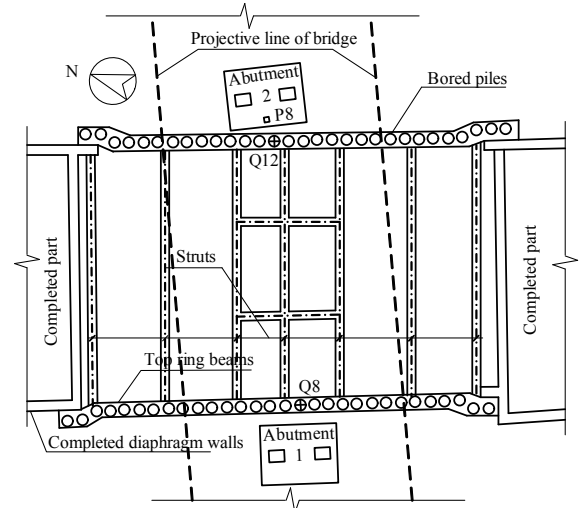 Projective line of bridge
N
Abutment
2
P8
Bored piles
Q12
Completed part
Completed part
Struts
Top ring beams
Q8
Completed diaphragm walls
Abutment
1